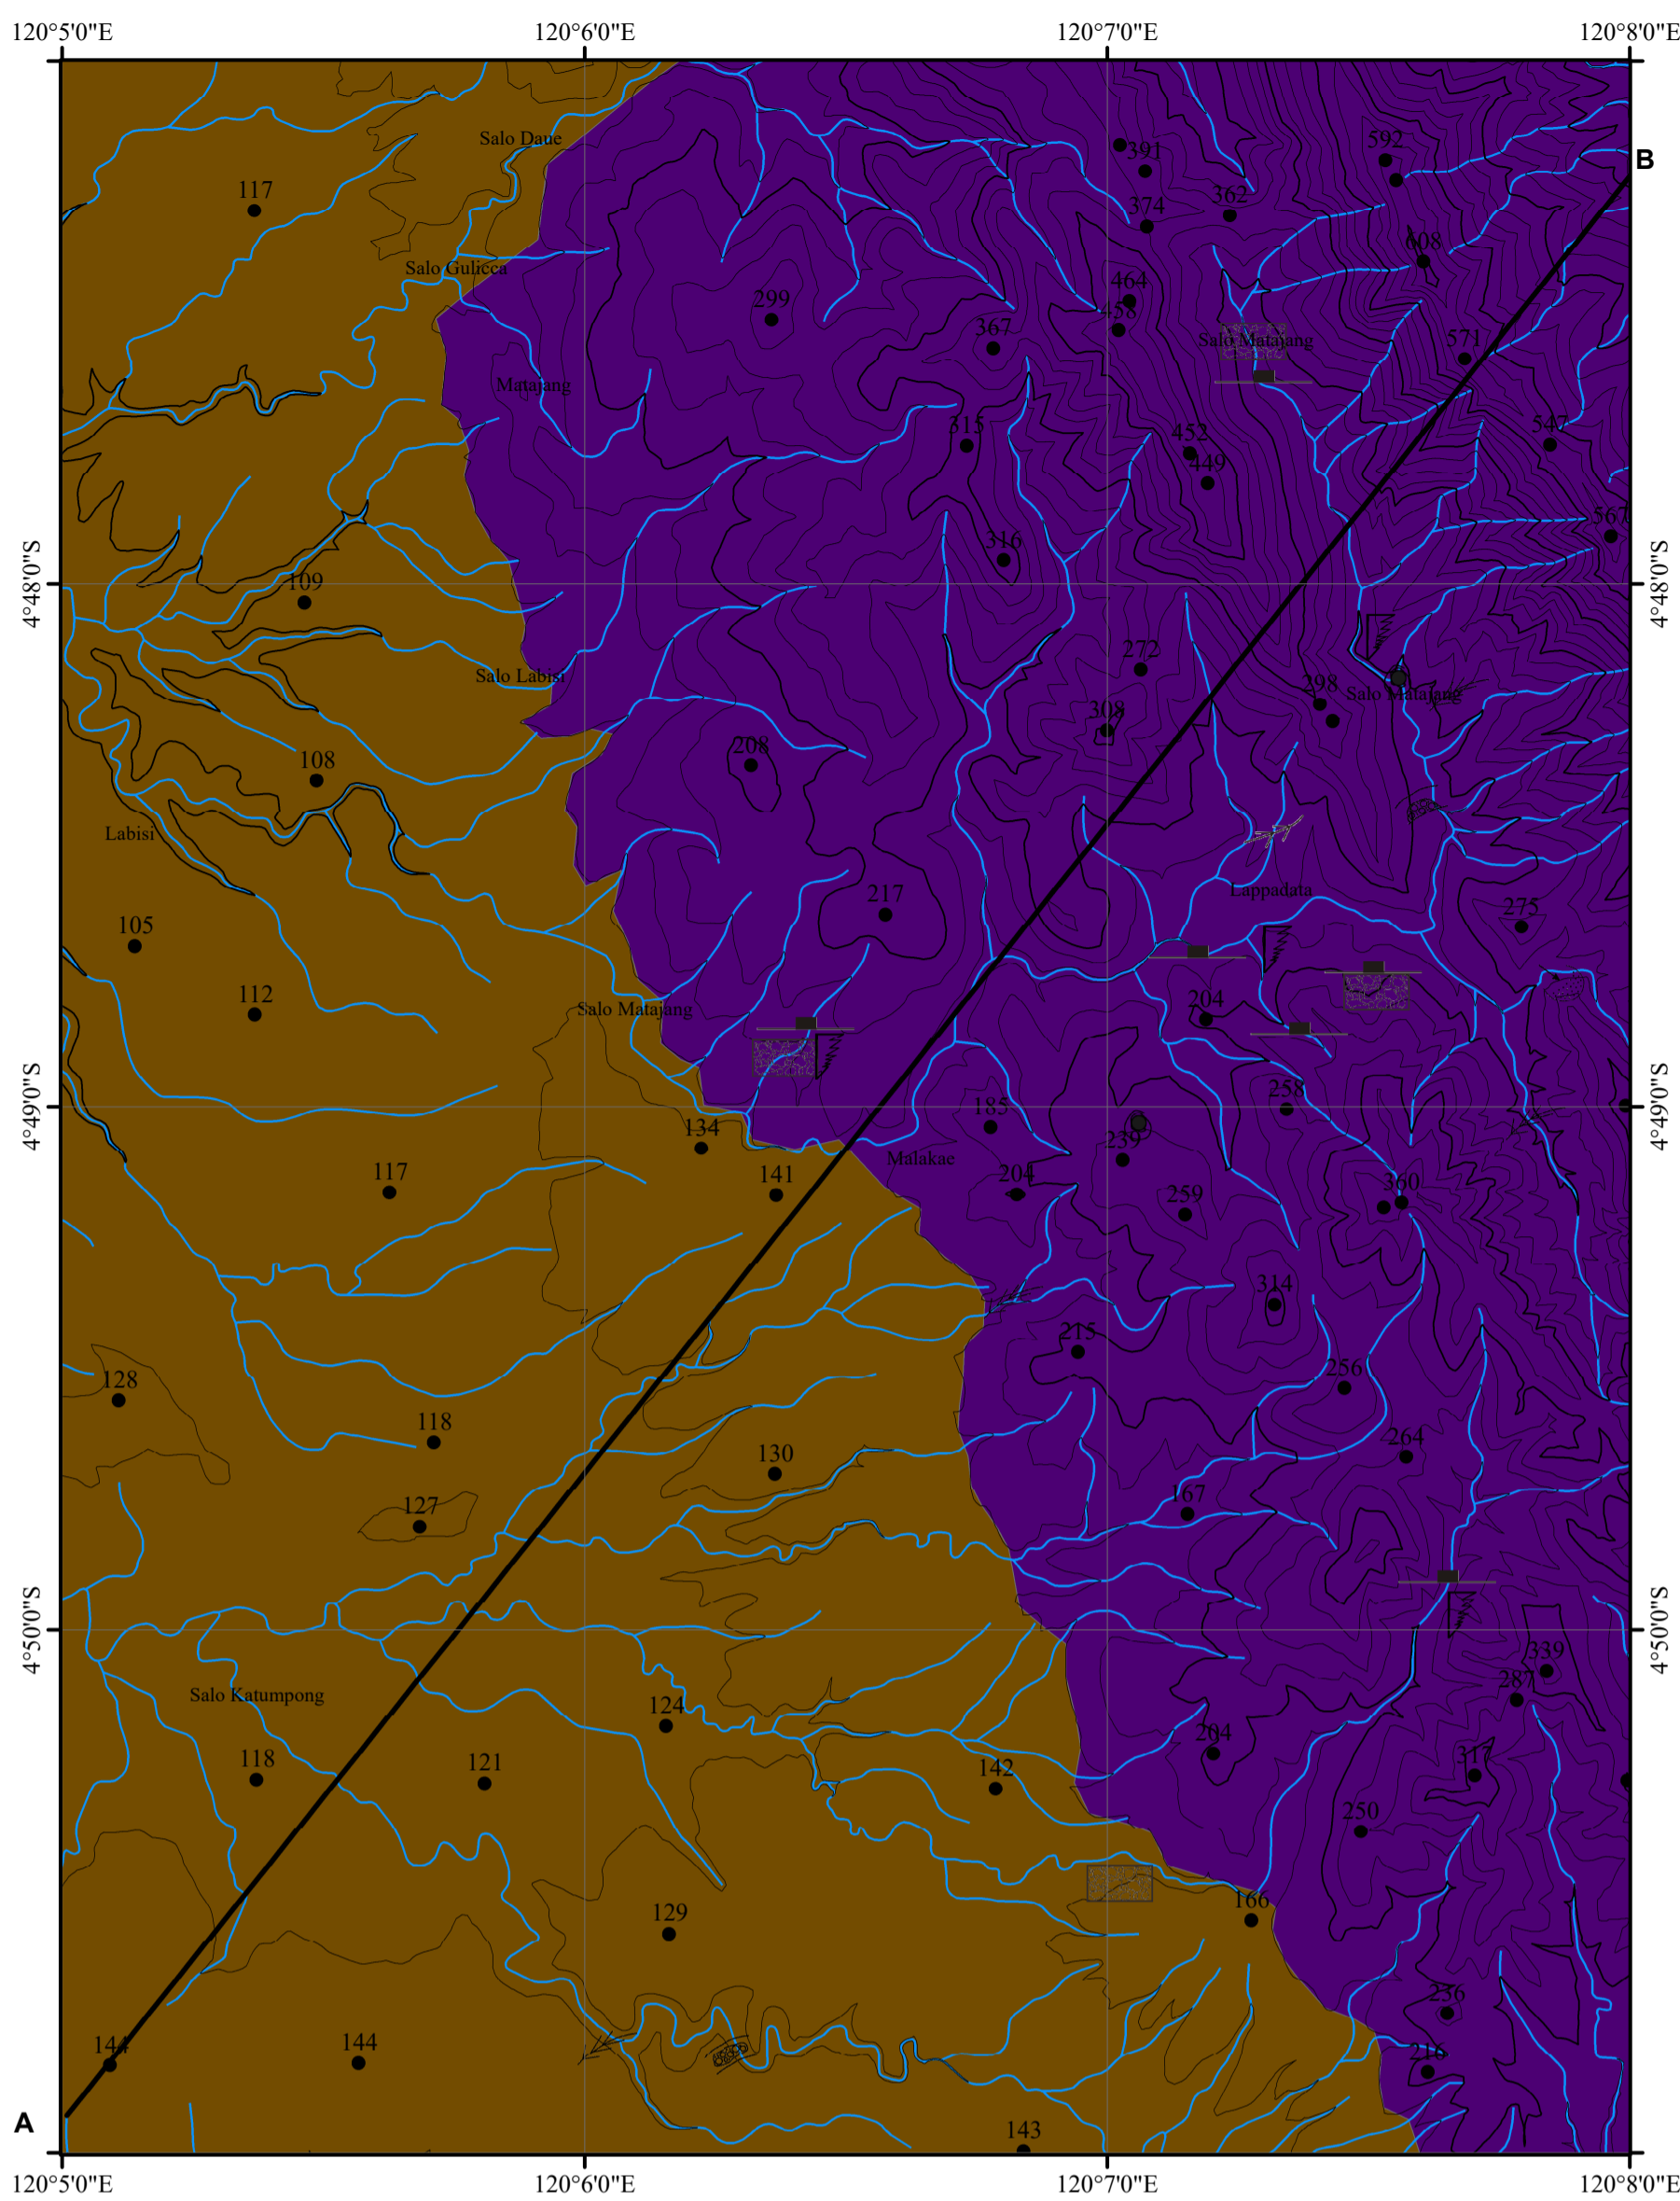 120°5'0"E 120°6'0"E 120°7'0"E 120°8'0"E
Salo Daue
391
592
B
117
374
362
Salo Gulicca
608
464
299
458
367
Salo Matajang
571
Matajang
315
452
547
449
567
316
4°48'0"S
4°48'0"S
109
272
Salo Labisi
298
Salo Matajang
308
208
108
Labisi
217
Lappadata
275
105
112
204
Salo Matajang
258
185
4°49'0"S
4°49'0"S
134
239
Malakae
117
141
204
259
360
314
215
128
256
118
264
130
127
167
4°50'0"S
4°50'0"S
339
287
Salo Katumpong
124
204
118
121
142
317
250
129
166
236
144
144
216
A
143
120°5'0"E 120°6'0"E 120°7'0"E 120°8'0"E